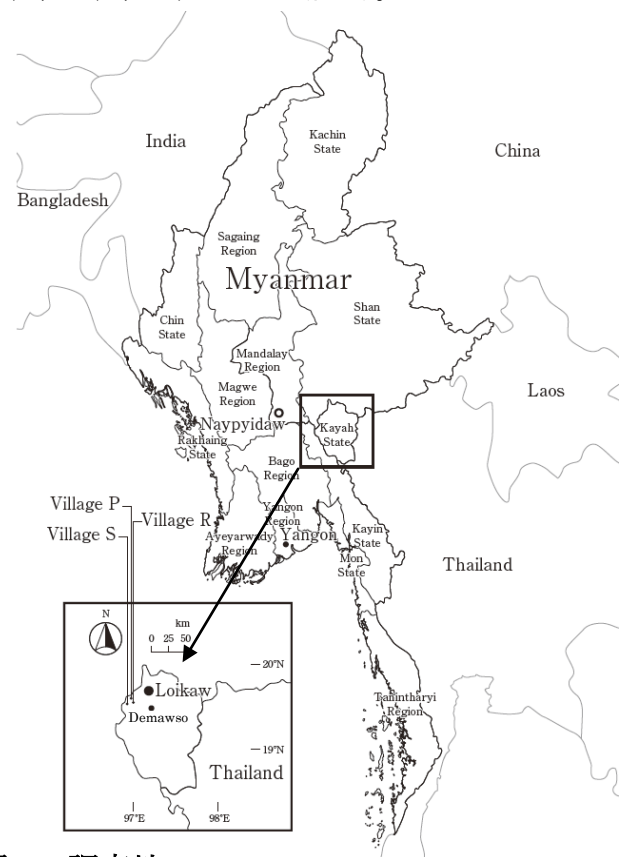 India
Kachin
State
China
Bangladesh
Sagaing
Region
Myanmar
Shan
State
Chin
State
Mandalay
Region
Magwe
Region
Laos
Naypyidaw
Kayah
State
Rakhaing
State
Bago
Region
Village P
Village R
Village S
Yangon
Region
Yangon
Ayeyarwady
Region
Kayin
State
Mon
State
Thailand
N
km
0 25 50
20°N
Loikaw
Demawso
Tanintharyi
Region
19°N
Thailand
97°E
98°E